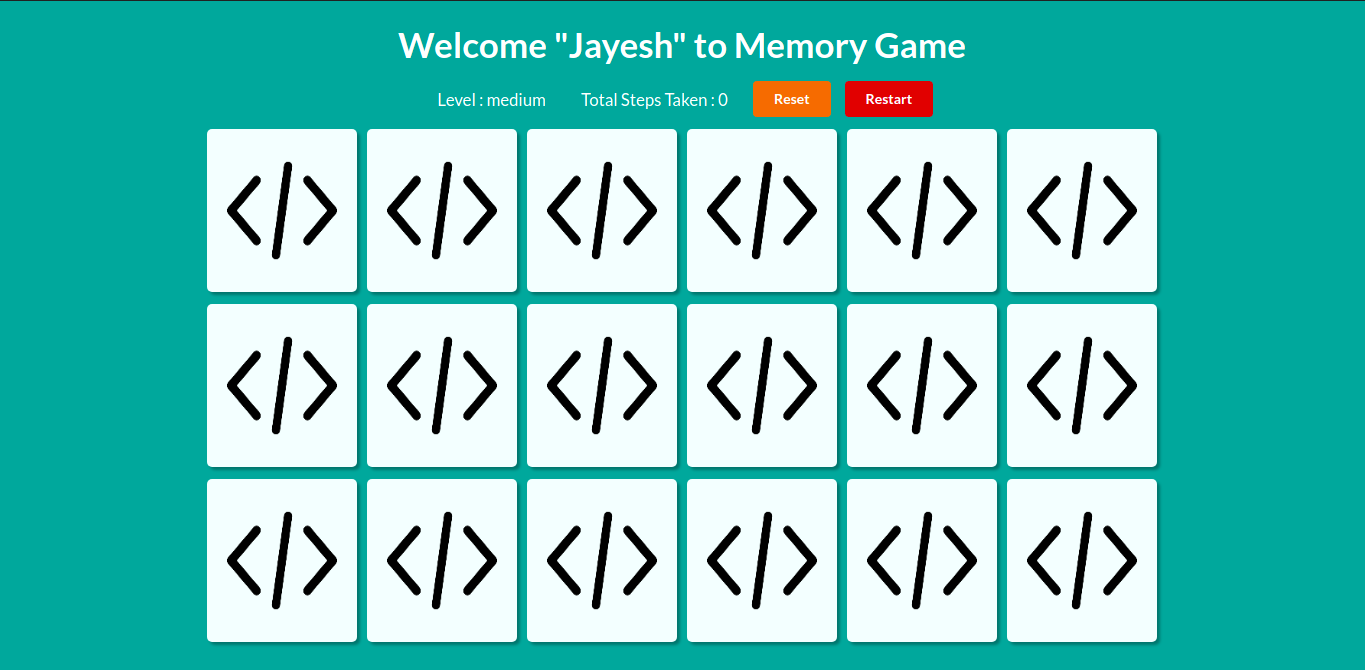 Welcome "Jayesh" to Memory Game
Level : medium Total Steps Taken : 0 Reset Restart